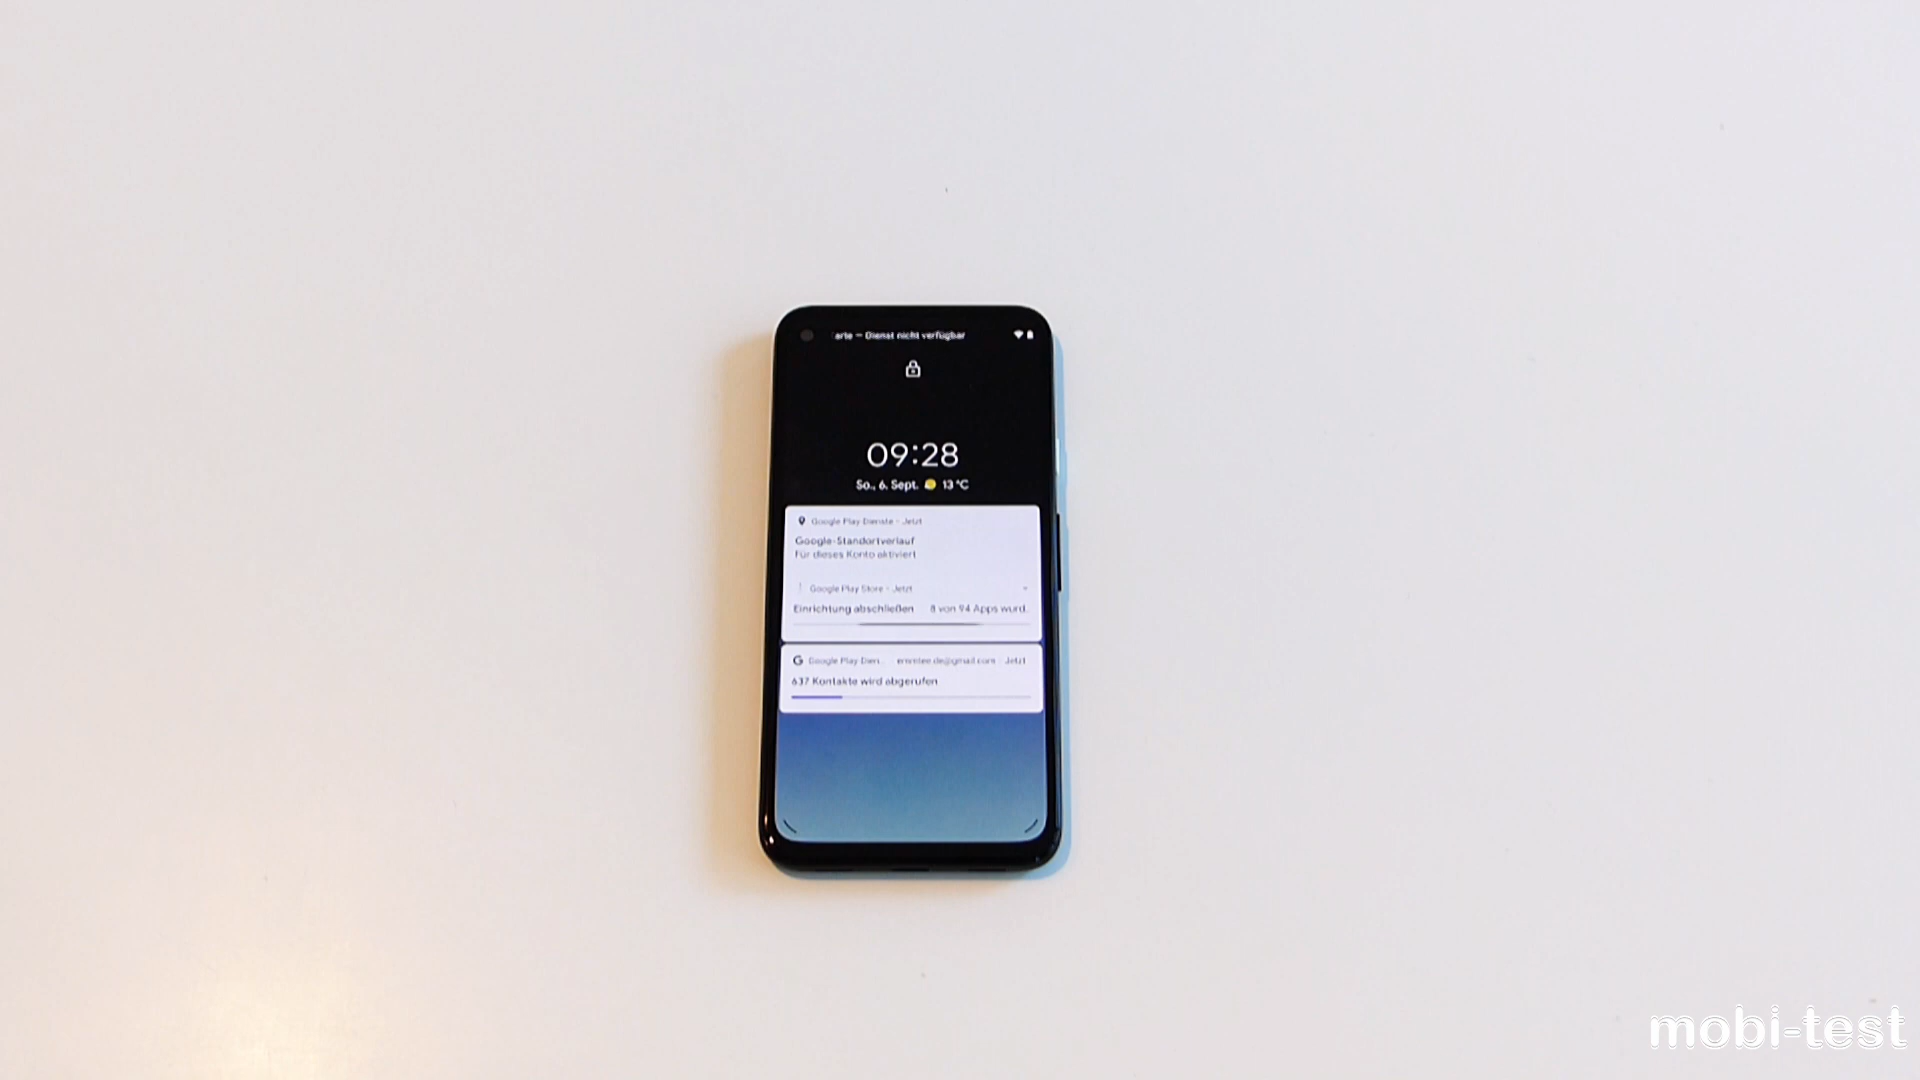 arte — Dienst nicht verfügbar
09:28
So., 6. Sept. 13 °C
Google Play Dienste • Jetzt
Google-Standortverlauf
Für dieses Konto aktiviert
Google Play Store • Jetzt
Einrichtung abschließen 8 von 94 Apps wurd..
G Google Play Dien... @gmail.com • Jetzt
637 Kontakte wird abgerufen
mobi-test